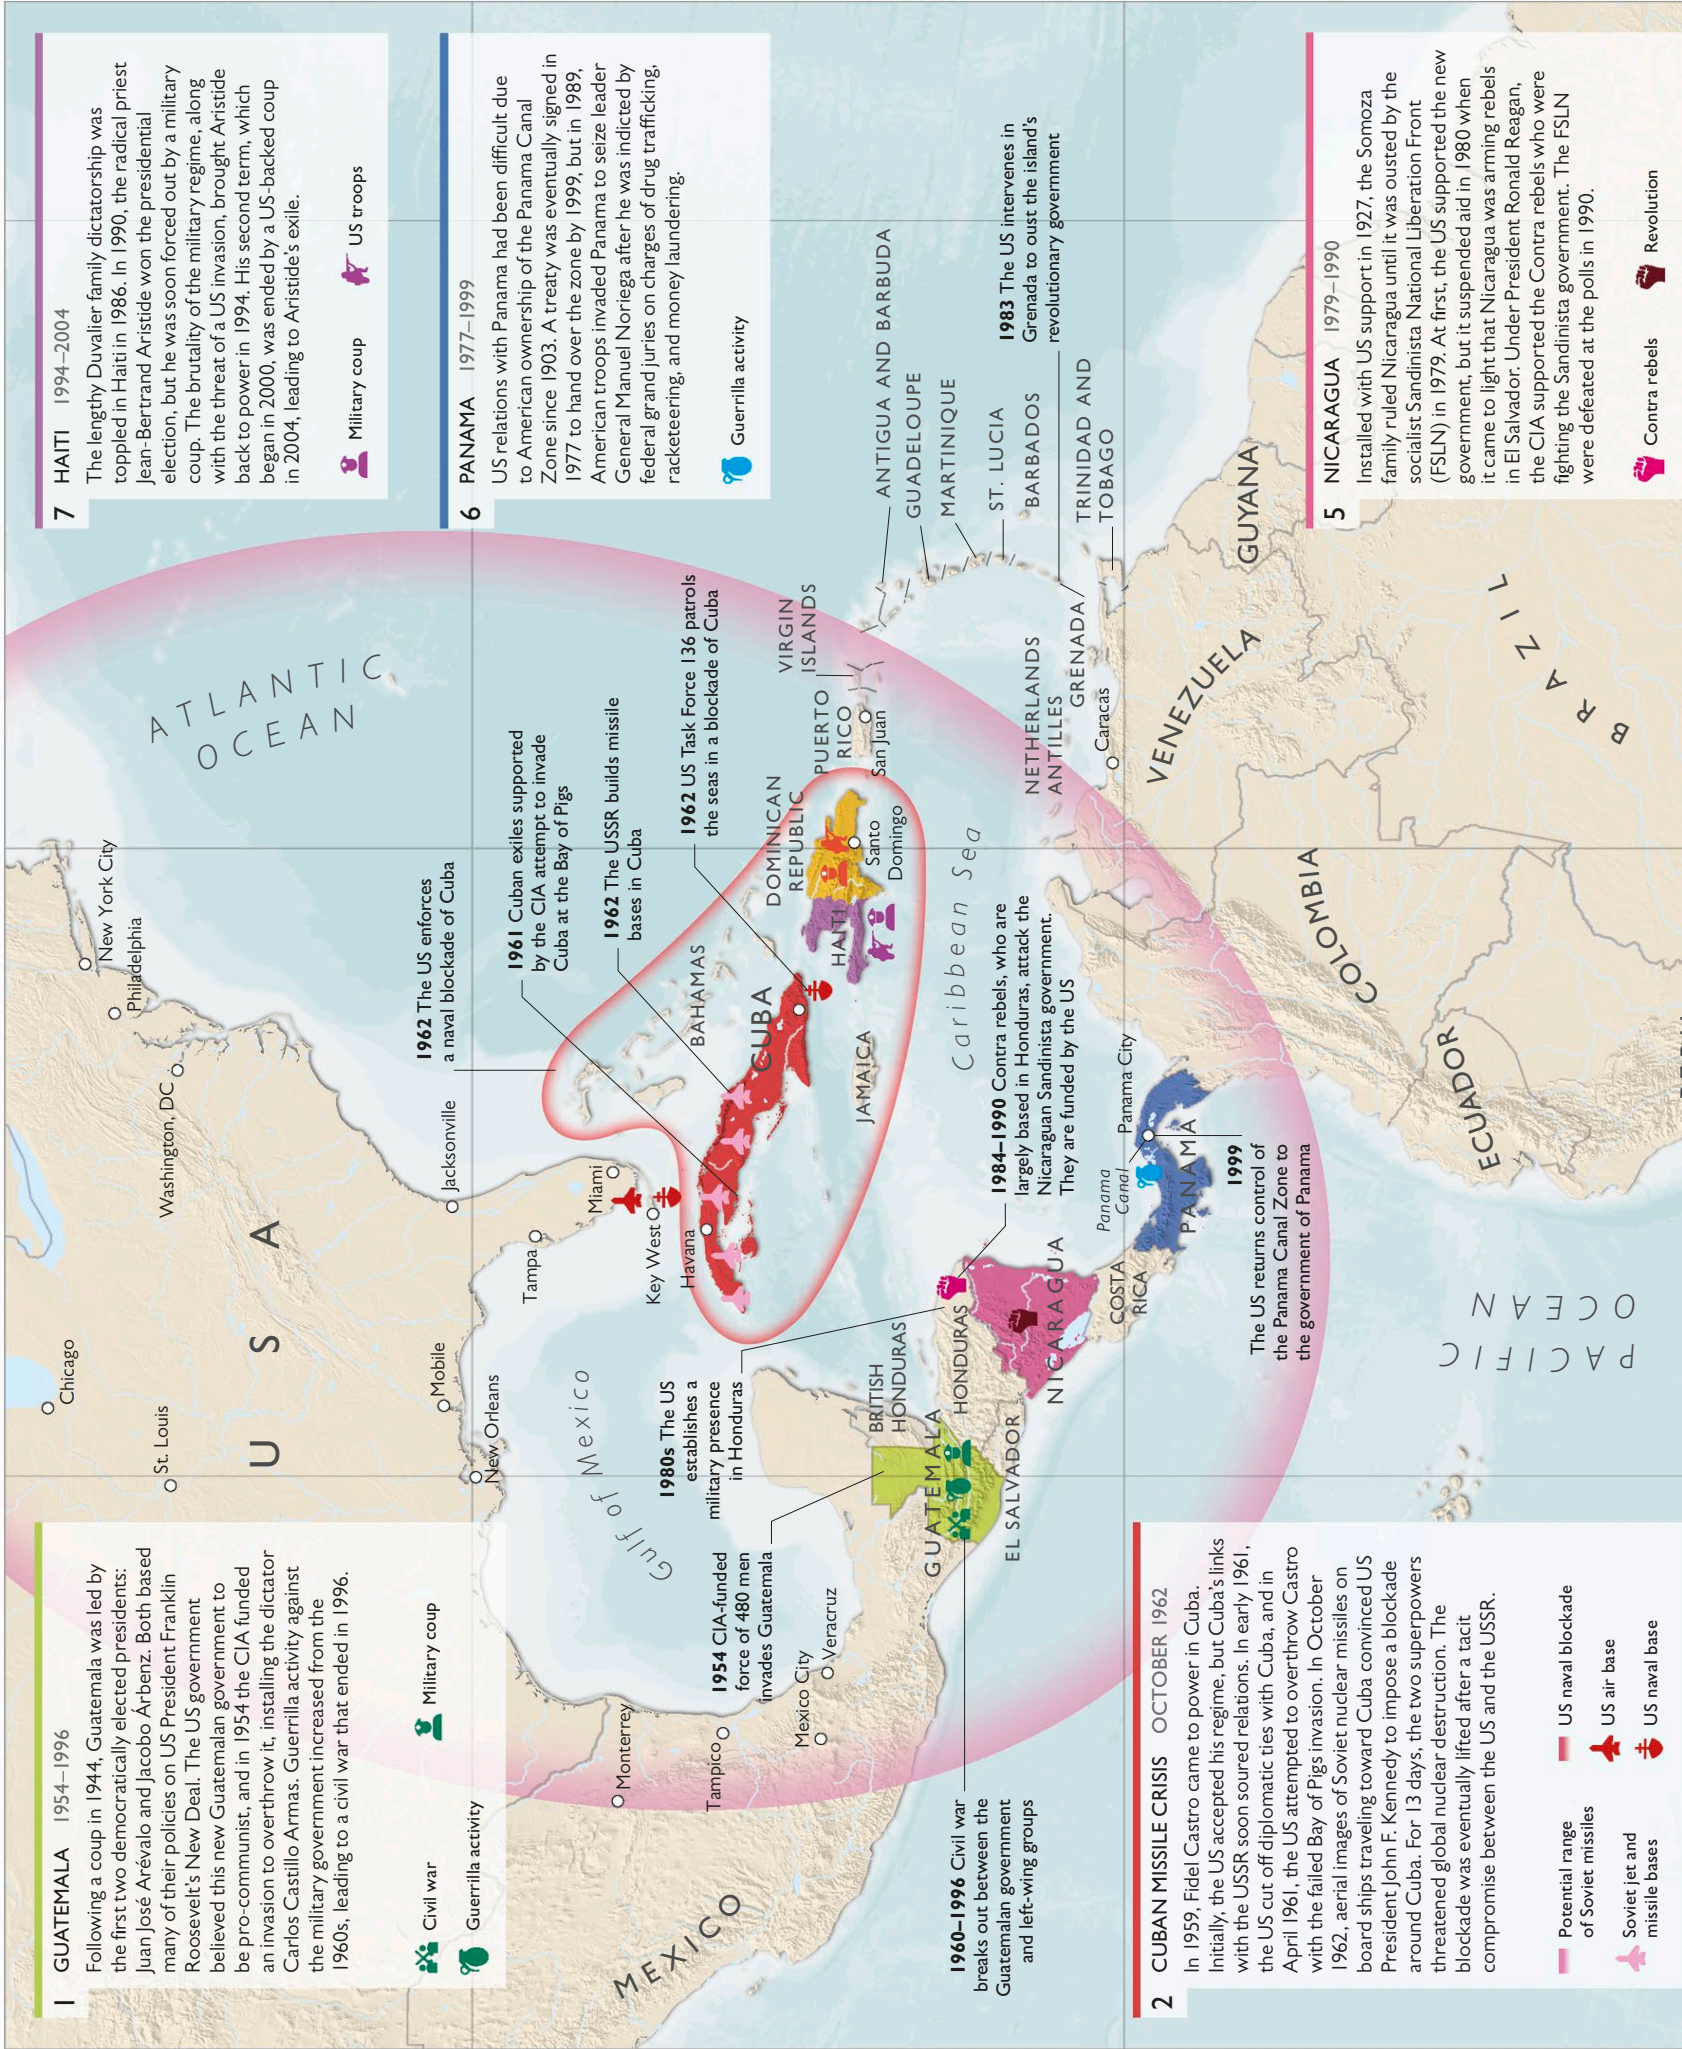 1 GUATEMALA 1954–1996
Following a coup in 1944, Guatemala was led by
the first two democratically elected presidents:
Juan José Arévalo and Jacobo Árbenz. Both based
many of their policies on US President Franklin
Roosevelt's New Deal. The US government
believed this new Guatemalan government to
be pro-communist, and in 1954 the CIA funded
an invasion to overthrow it, installing the dictator
Carlos Castillo Armas. Guerrilla activity against
the military government increased from the
1960s, leading to a civil war that ended in 1996.
Civil war
Military coup
Guerrilla activity
2 CUBAN MISSILE CRISIS OCTOBER 1962
In 1959, Fidel Castro came to power in Cuba.
Initially, the US accepted his regime, but Cuba's links
with the USSR soon soured relations. In early 1961,
the US cut off diplomatic ties with Cuba, and in
April 1961, the US attempted to overthrow Castro
with the failed Bay of Pigs invasion. In October
1962, aerial images of Soviet nuclear missiles on
board ships traveling toward Cuba convinced US
President John F. Kennedy to impose a blockade
around Cuba. For 13 days, the two superpowers
threatened global nuclear destruction. The
blockade was eventually lifted after a tacit
compromise between the US and the USSR.
Potential range
of Soviet missiles
US naval blockade
Soviet jet and
missile bases
US air base
US naval base
5 NICARAGUA 1979–1990
Installed with US support in 1927, the Somoza
family ruled Nicaragua until it was ousted by the
socialist Sandinista National Liberation Front
(FSLN) in 1979. At first, the US supported the new
government, but it suspended aid in 1980 when
it came to light that Nicaragua was arming rebels
in El Salvador. Under President Ronald Reagan,
the CIA supported the Contra rebels who were
fighting the Sandinista government. The FSLN
were defeated at the polls in 1990.
Contra rebels
Revolution
6 PANAMA 1977–1999
US relations with Panama had been difficult due
to American ownership of the Panama Canal
Zone since 1903. A treaty was eventually signed in
1977 to hand over the zone by 1999, but in 1989,
American troops invaded Panama to seize leader
General Manuel Noriega after he was indicted by
federal grand juries on charges of drug trafficking,
racketeering, and money laundering.
Guerrilla activity
7 HAITI 1994–2004
The lengthy Duvalier family dictatorship was
toppled in Haiti in 1986. In 1990, the radical priest
Jean-Bertrand Aristide won the presidential
election, but he was soon forced out by a military
coup. The brutality of the military regime, along
with the threat of a US invasion, brought Aristide
back to power in 1994. His second term, which
began in 2000, was ended by a US-backed coup
in 2004, leading to Aristide's exile.
Military coup
US troops
Chicago
St. Louis
USA
New York City
Philadelphia
Washington, DC
Jacksonville
Mobile
New Orleans
Tampa
Miami
Key West
Havana
ATLANTIC
OCEAN
Gulf of Mexico
Monterrey
Tampico
Mexico City
Veracruz
MEXICO
1962 The US enforces
a naval blockade of Cuba
1961 Cuban exiles supported
by the CIA attempt to invade
Cuba at the Bay of Pigs
1962 The USSR builds missile
bases in Cuba
1962 US Task Force 136 patrols
the seas in a blockade of Cuba
BAHAMAS
CUBA
JAMAICA
HAITI
DOMINICAN
REPUBLIC
Santo
Domingo
PUERTO
RICO
San Juan
VIRGIN
ISLANDS
ANTIGUA AND BARBUDA
GUADELOUPE
MARTINIQUE
ST. LUCIA
BARBADOS
1983 The US intervenes in
Grenada to oust the island's
revolutionary government
TRINIDAD AND
TOBAGO
GRENADA
NETHERLANDS
ANTILLES
Caribbean Sea
1980s The US
establishes a
military presence
in Honduras
1954 CIA-funded
force of 480 men
invades Guatemala
1960–1996 Civil war
breaks out between the
Guatemalan government
and left-wing groups
1984–1990 Contra rebels, who are
largely based in Honduras, attack the
Nicaraguan Sandinista government.
They are funded by the US
BRITISH
HONDURAS
GUATEMALA
HONDURAS
EL SALVADOR
NICARAGUA
COSTA
RICA
Panama
Canal
Panama City
PANAMA
1999
The US returns control of
the Panama Canal Zone to
the government of Panama
PACIFIC
OCEAN
Caracas
VENEZUELA
GUYANA
COLOMBIA
ECUADOR
BRAZIL